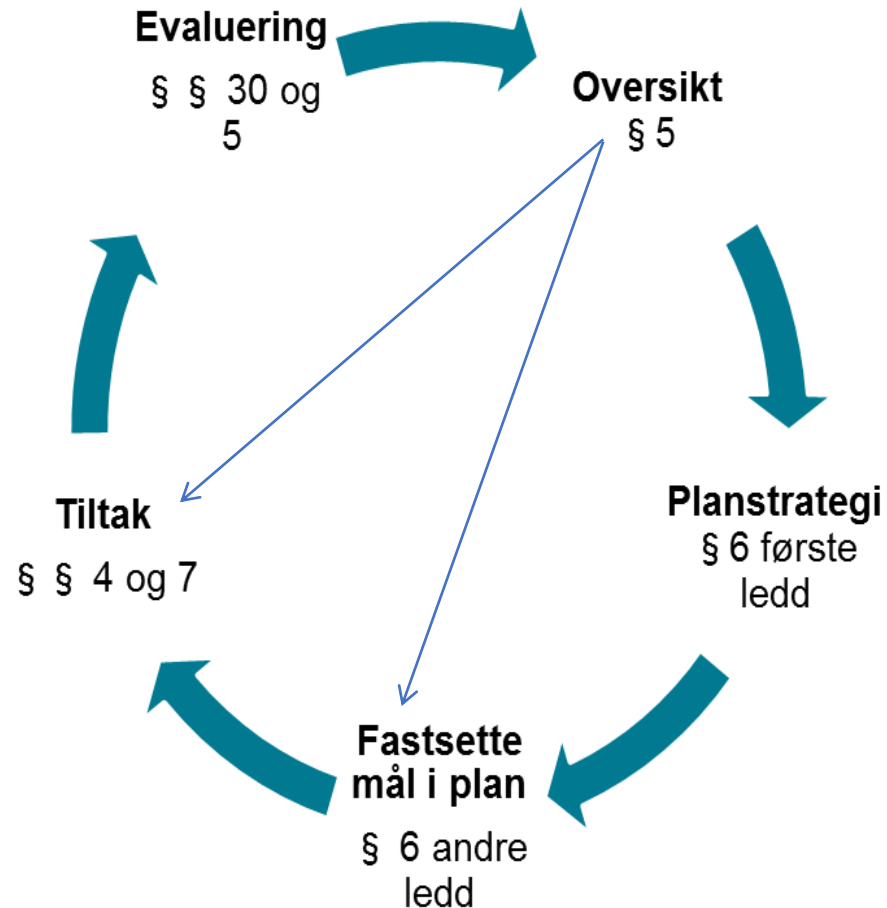 Evaluering
§ § 30 og
5
Oversikt
§ 5
Planstrategi
§ 6 første
ledd
Fastsette
mål i plan
§ 6 andre
ledd
Tiltak
§ § 4 og 7